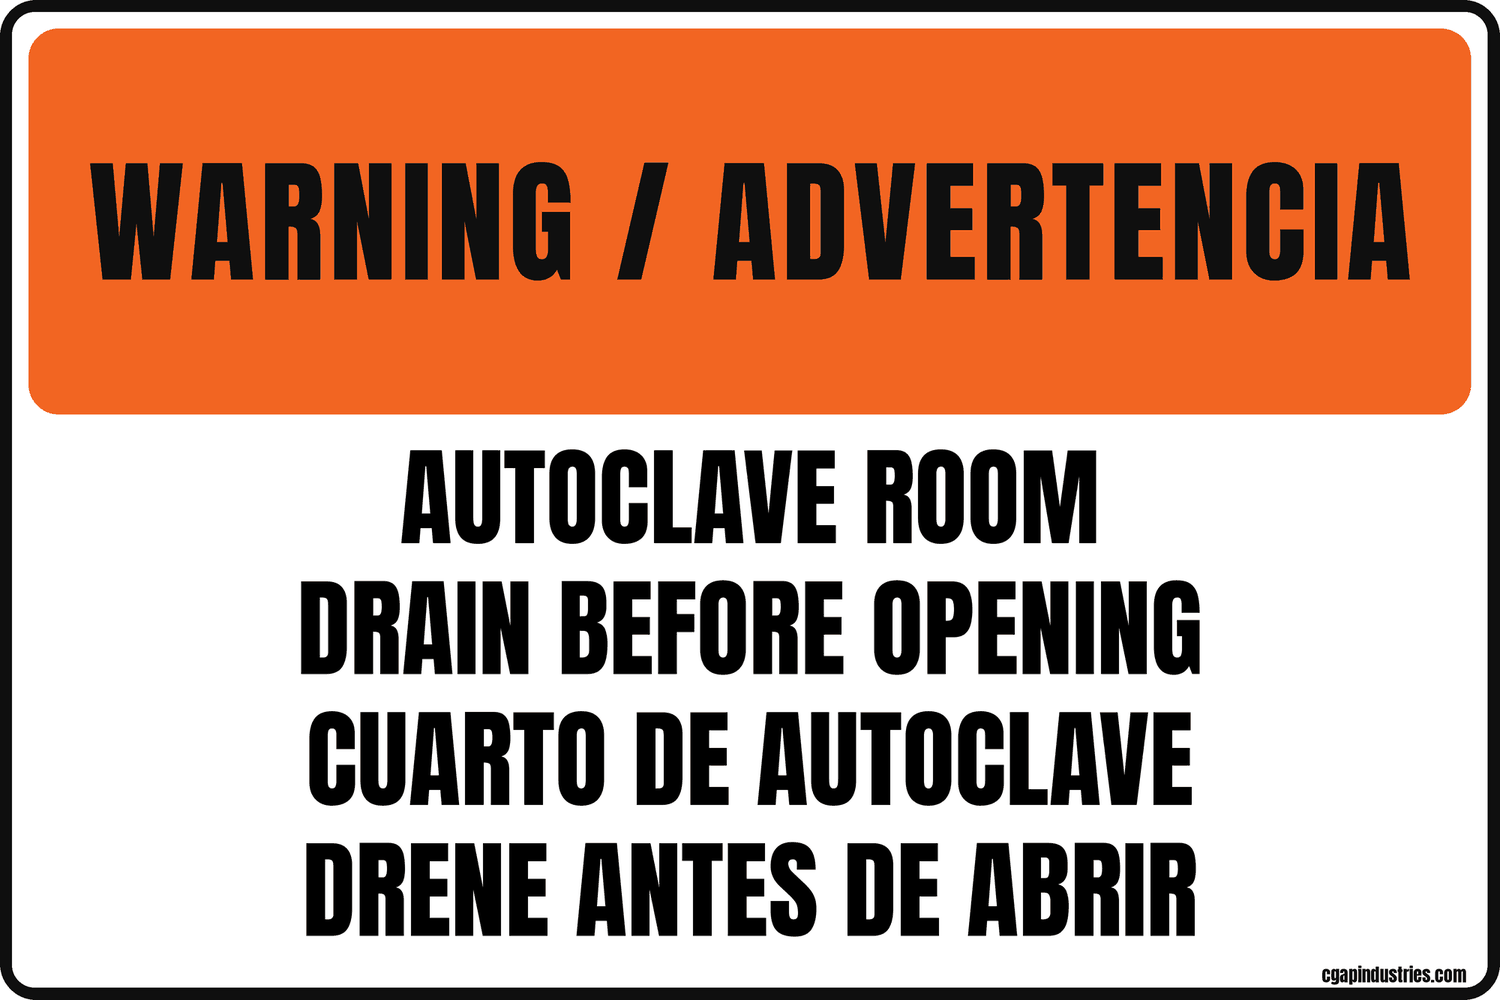 WARNING / ADVERTENCIA
AUTOCLAVE ROOM
DRAIN BEFORE OPENING
CUARTO DE AUTOCLAVE
DRENE ANTES DE ABRIR
cgapindustries.com